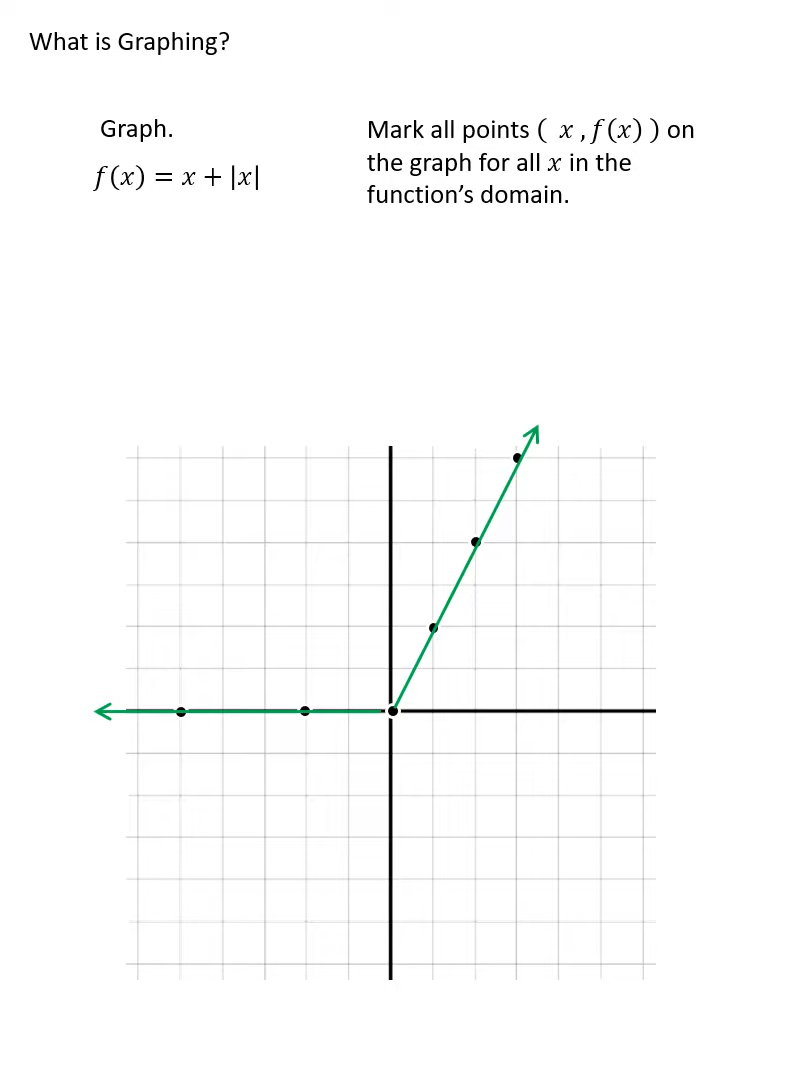 What is Graphing?
Graph.
f(x) = x + |x|
Mark all points ( x , f(x) ) on
the graph for all x in the
function’s domain.